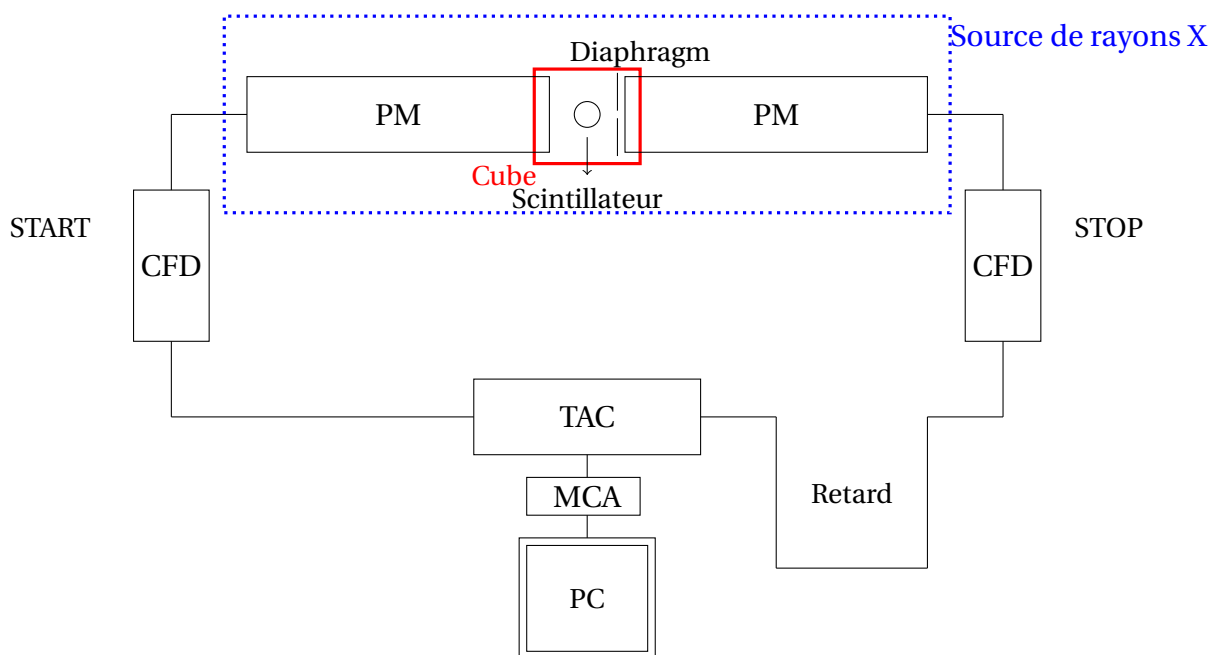 Source de rayons X
Diaphragm
PM
PM
Cube
Scintillateur
START
CFD
CFD
STOP
TAC
MCA
Retard
PC